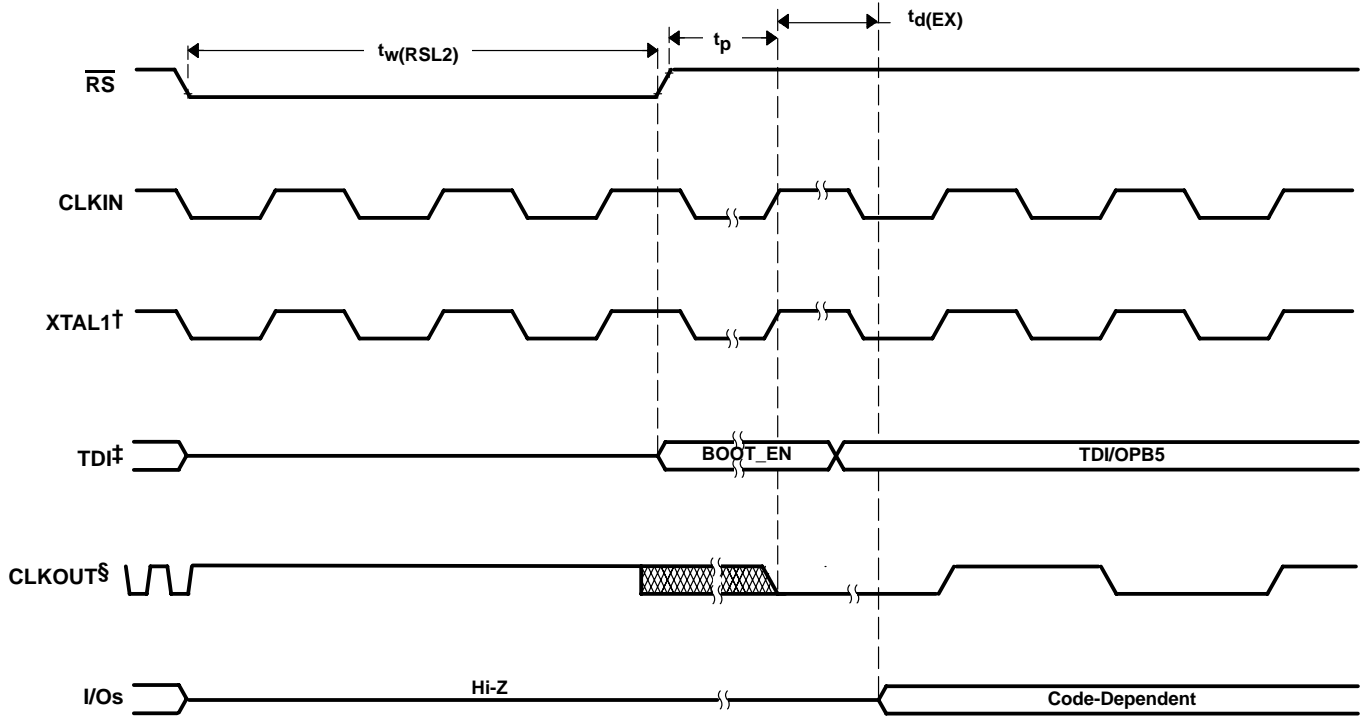 td(EX)
tw(RSL2)
tp
RS
CLKIN
XTAL1†
TDI‡
BOOT_EN
TDI/OPB5
CLKOUT§
I/Os
Hi-Z
Code-Dependent